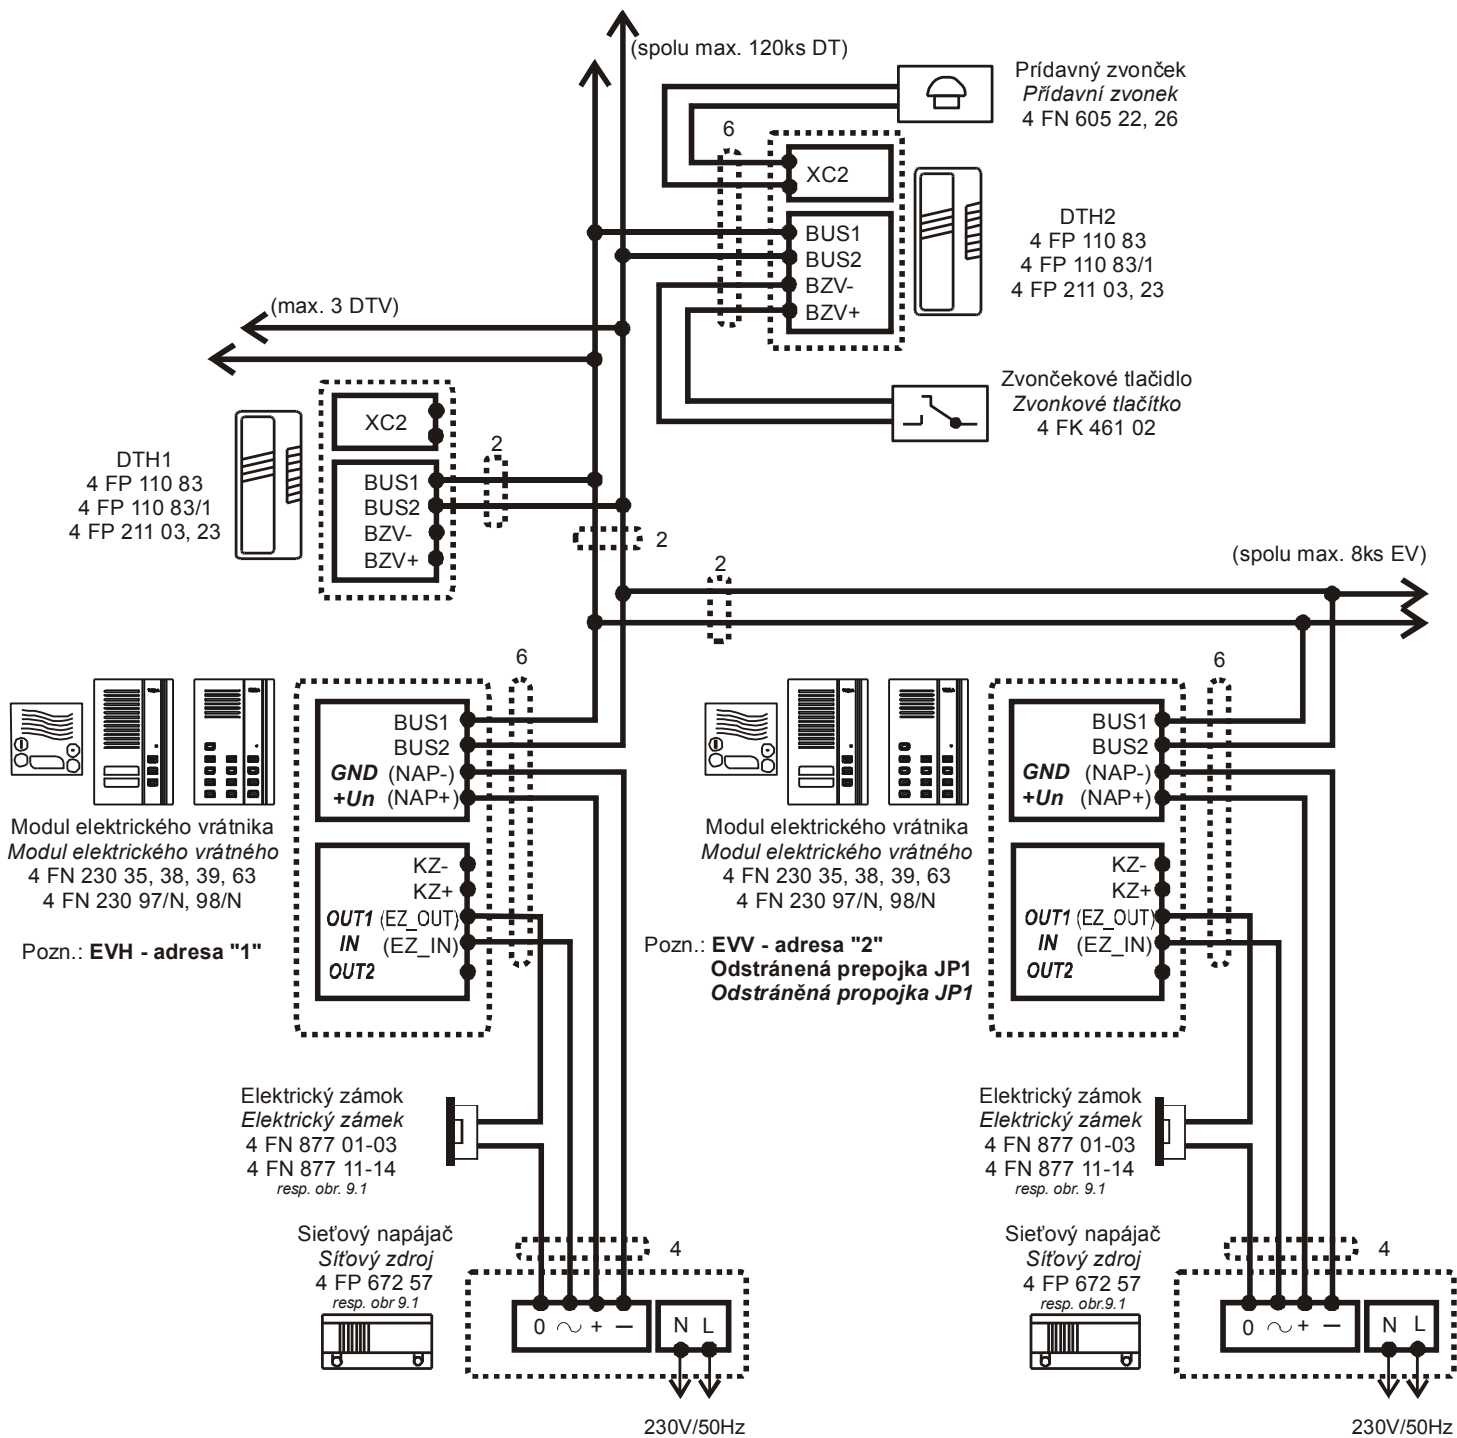 (spolu max. 120ks DT)
Prídavný zvonček
Přídavní zvonek
4 FN 605 22, 26
6
XC2
BUS1
BUS2
BZV-
BZV+
DTH2
4 FP 110 83
4 FP 110 83/1
4 FP 211 03, 23
(max. 3 DTV)
Zvončekové tlačidlo
Zvonkové tlačítko
4 FK 461 02
XC2
BUS1
BUS2
BZV-
BZV+
2
DTH1
4 FP 110 83
4 FP 110 83/1
4 FP 211 03, 23
2
2
(spolu max. 8ks EV)
6
BUS1
BUS2
GND (NAP-)
+Un (NAP+)
KZ-
KZ+
OUT1 (EZ_OUT)
IN (EZ_IN)
OUT2
Modul elektrického vrátnika
Modul elektrického vrátného
4 FN 230 35, 38, 39, 63
4 FN 230 97/N, 98/N
Pozn.: EVH - adresa "1"
6
BUS1
BUS2
GND (NAP-)
+Un (NAP+)
KZ-
KZ+
OUT1 (EZ_OUT)
IN (EZ_IN)
OUT2
Modul elektrického vrátnika
Modul elektrického vrátného
4 FN 230 35, 38, 39, 63
4 FN 230 97/N, 98/N
Pozn.: EVV - adresa "2"
Odstránená prepojka JP1
Odstráněná propojka JP1
Elektrický zámok
Elektrický zámek
4 FN 877 01-03
4 FN 877 11-14
resp. obr. 9.1
Sieťový napájač
Síťový zdroj
4 FP 672 57
resp. obr 9.1
4
0 ~ + —
N L
230V/50Hz
Elektrický zámok
Elektrický zámek
4 FN 877 01-03
4 FN 877 11-14
resp. obr. 9.1
Sieťový napájač
Síťový zdroj
4 FP 672 57
resp. obr.9.1
4
0 ~ + —
N L
230V/50Hz